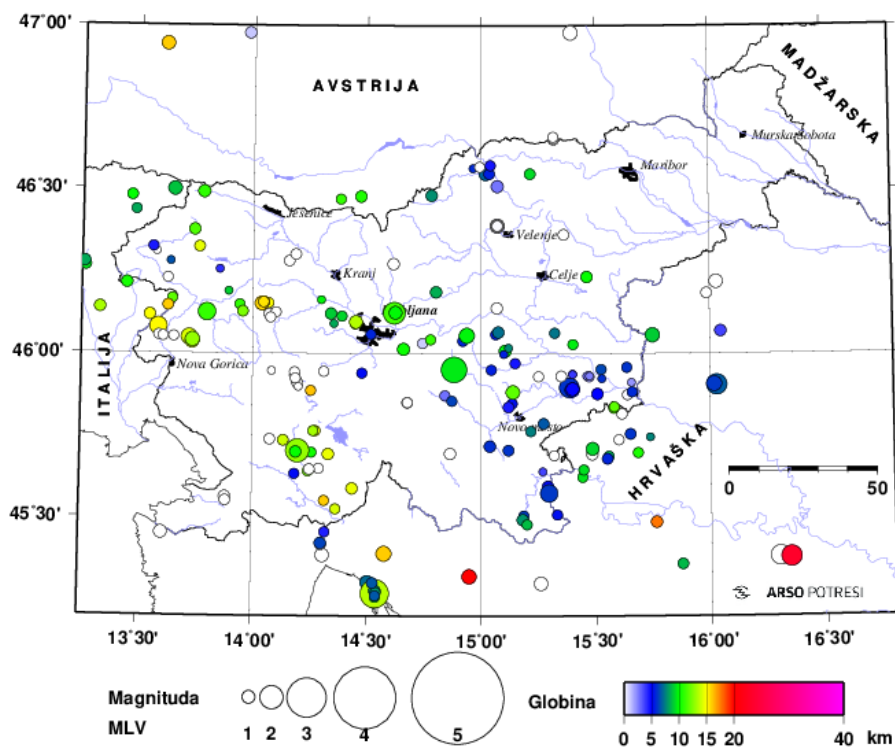 47°00'
AVSTRIJA
MADŽARSKA
Murska Sobota
Maribor
46°30'
Jesenice
Velenje
Kranj
Celje
46°00'
ITALIJA
Nova Gorica
HRVAŠKA
0 50
45°30'
ARSO POTRESI
13°30' 14°00' 14°30' 15°00' 15°30' 16°00' 16°30'
Magnituda
MLV
1 2 3 4 5
Globina
0 5 10 15 20 40 km